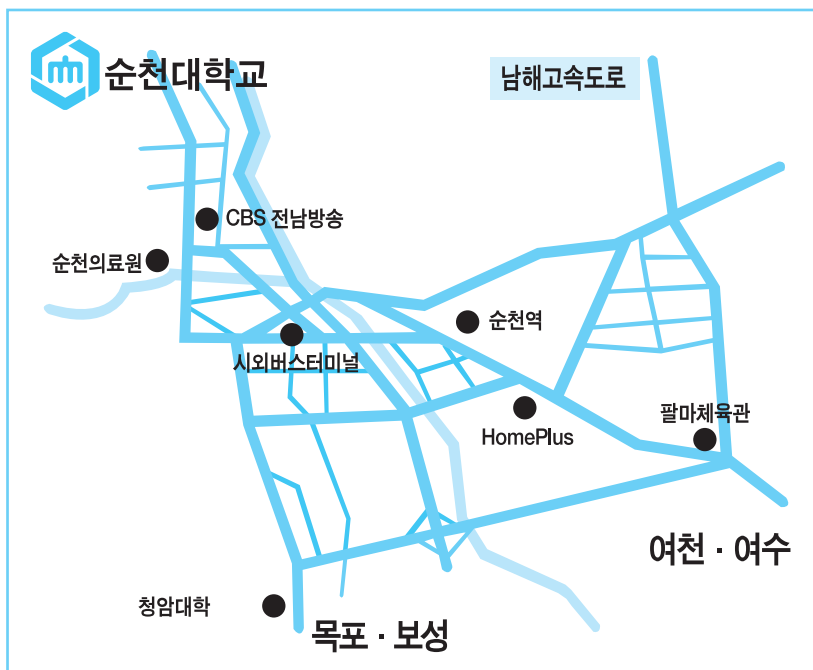 순천대학교
남해고속도로
CBS 전남방송
순천의료원
순천역
시외버스터미널
팔마체육관
HomePlus
여천 · 여수
청암대학
목포 · 보성